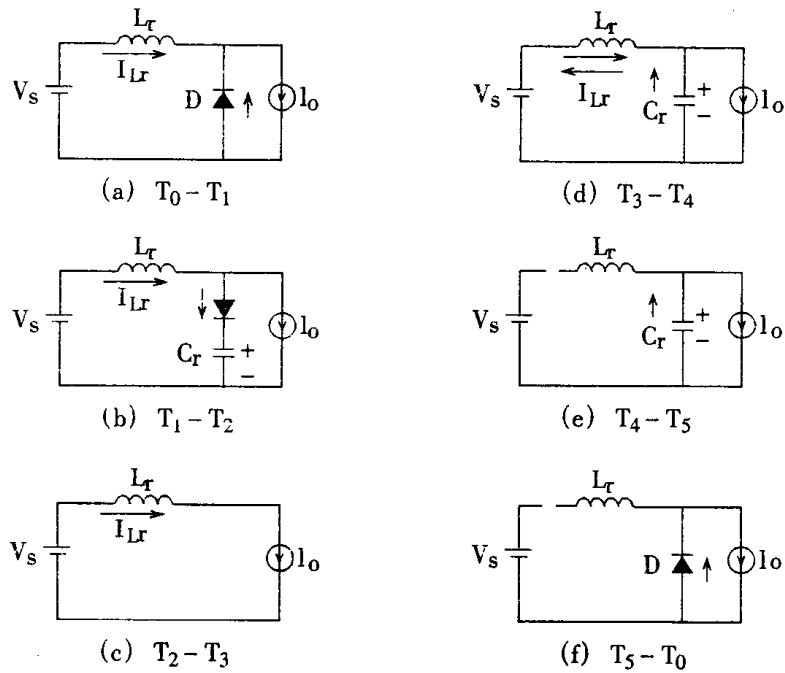 Lr
ILr
Vs
D
Io
(a) T0 – T1
Lr
ILr
Vs
Cr
+
–
Io
(b) T1 – T2
Lr
ILr
Vs
Io
(c) T2 – T3
Lr
ILr
Vs
Cr
+
–
Io
(d) T3 – T4
Lr
Vs
Cr
+
–
Io
(e) T4 – T5
Lr
Vs
D
Io
(f) T5 – T0